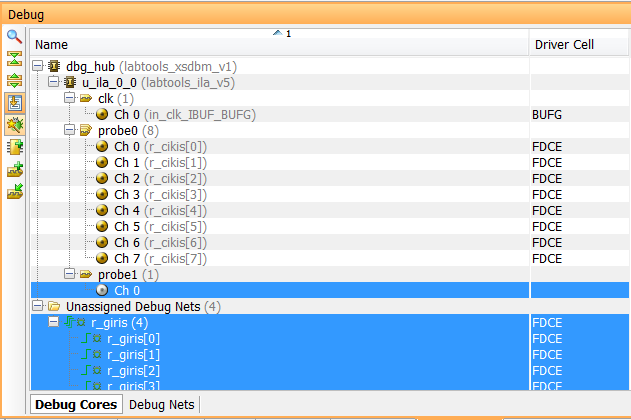 Debug
Name 1 Driver Cell
dbg_hub (labtools_xsdbm_v1)
u_ila_0_0 (labtools_ila_v5)
clk (1)
Ch 0 (in_clk_IBUF_BUFG) BUFG
probe0 (8)
Ch 0 (r_cikis[0]) FDCE
Ch 1 (r_cikis[1]) FDCE
Ch 2 (r_cikis[2]) FDCE
Ch 3 (r_cikis[3]) FDCE
Ch 4 (r_cikis[4]) FDCE
Ch 5 (r_cikis[5]) FDCE
Ch 6 (r_cikis[6]) FDCE
Ch 7 (r_cikis[7]) FDCE
probe1 (1)
Ch 0
Unassigned Debug Nets (4)
r_giris (4) FDCE
r_giris[0] FDCE
r_giris[1] FDCE
r_giris[2] FDCE
r_giris[3] FDCE
Debug Cores Debug Nets